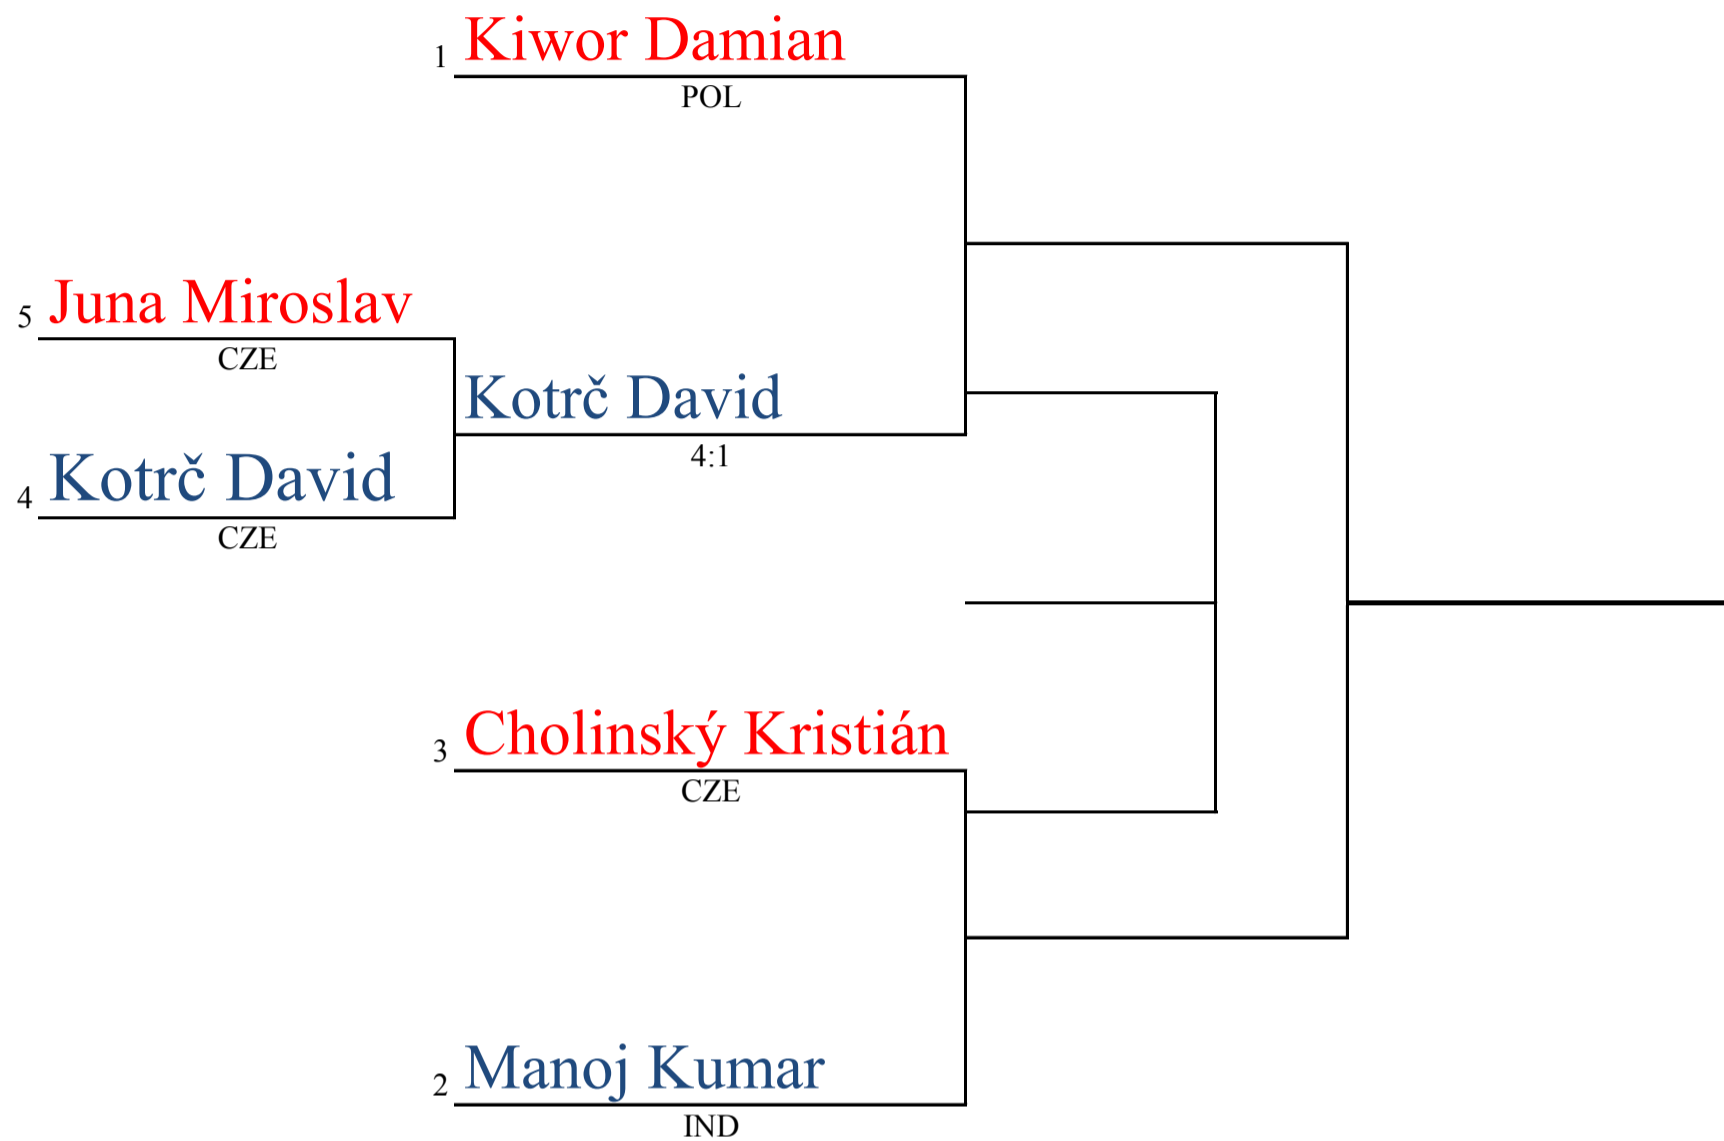 1 Kiwor Damian
POL
5 Juna Miroslav
CZE
Kotrč David
4:1
4 Kotrč David
CZE
3 Cholinský Kristián
CZE
2 Manoj Kumar
IND